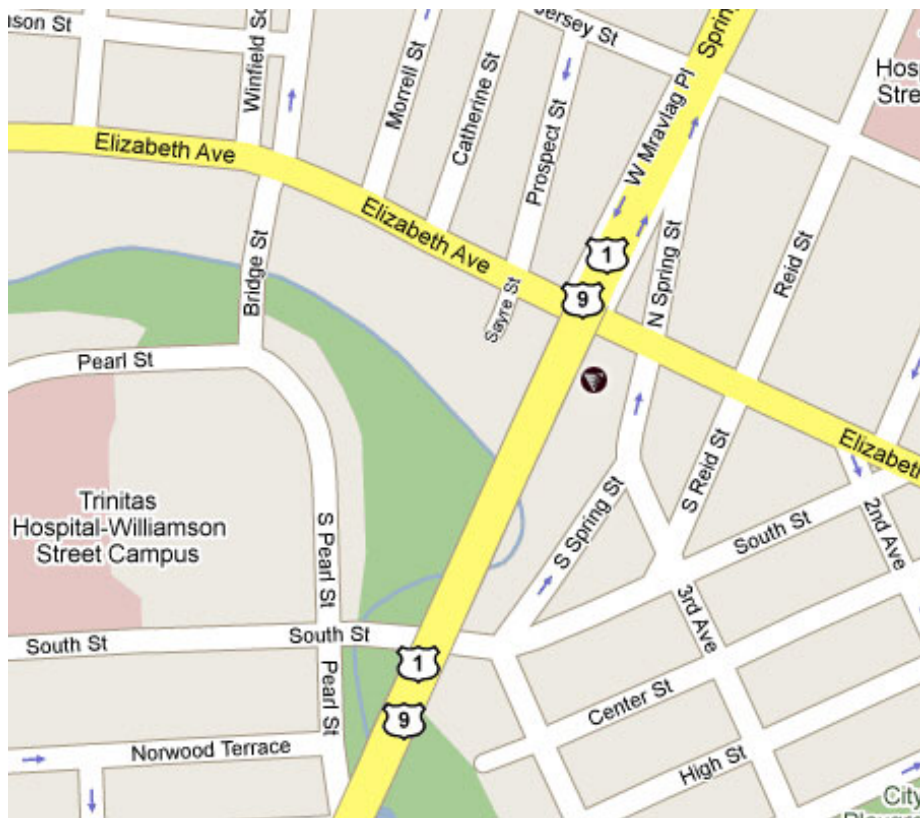 nson St
Winfield Sc
Morrell St
Catherine St
Prospect St
Jersey St
W Mravlag Pl
Sprin
Hos
Stre
Elizabeth Ave
Elizabeth Ave
Bridge St
Sayre St
1
9
N Spring St
Reid St
Pearl St
Elizabeth
Trinitas
Hospital-Williamson
Street Campus
S Pearl St
S Spring St
S Reid St
South St
2nd Ave
South St
South St
3rd Ave
1
9
Pearl St
Center St
Norwood Terrace
High St
City